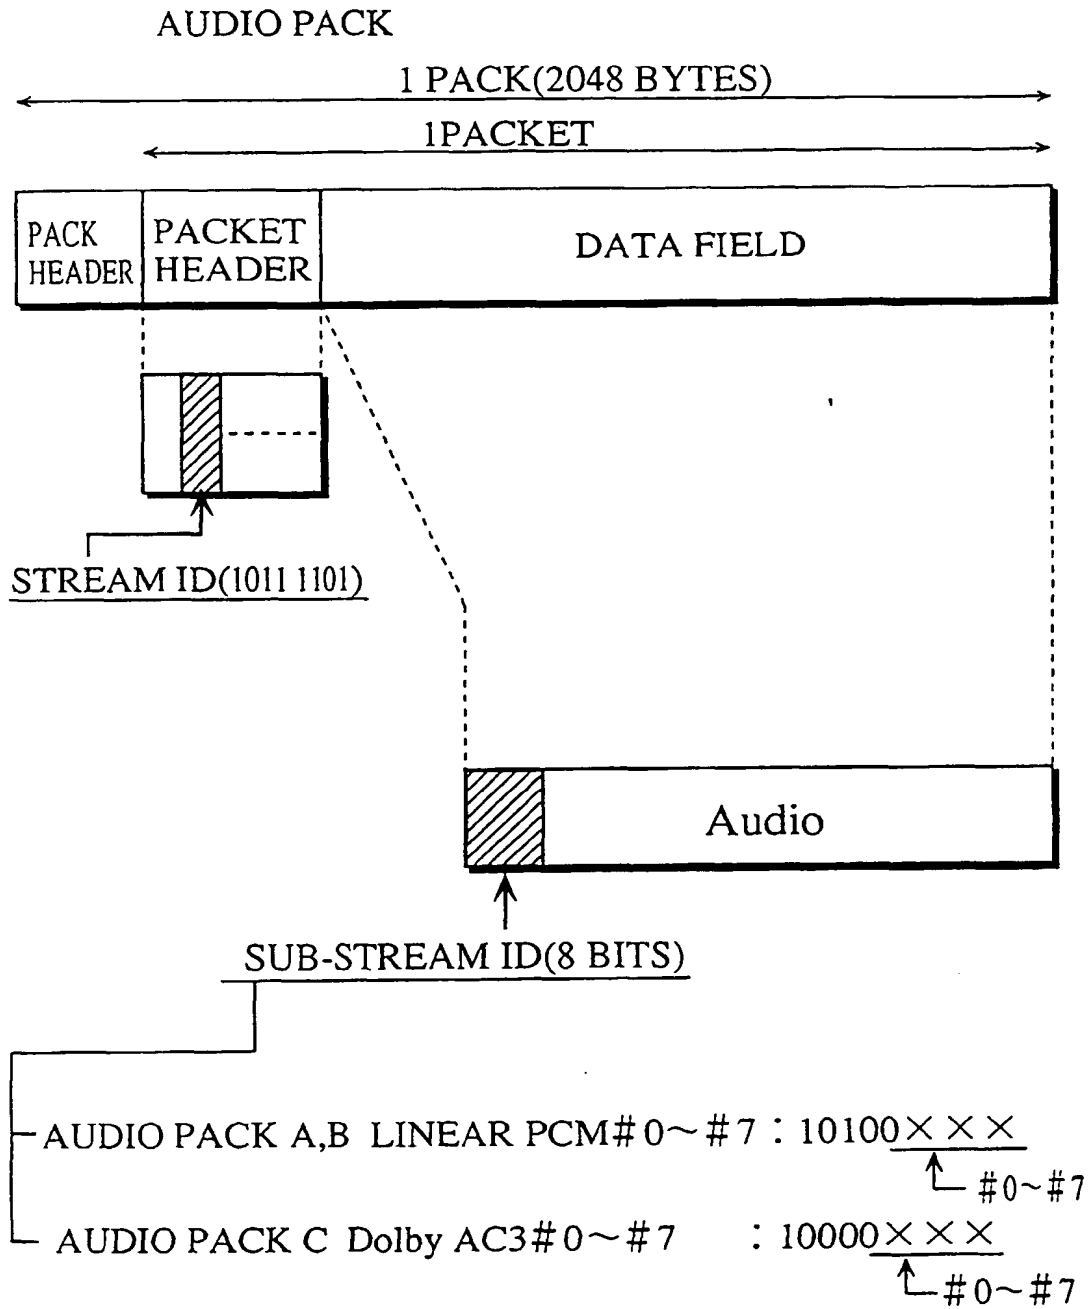 AUDIO PACK
1 PACK(2048 BYTES)
1PACKET
PACK HEADER
PACKET HEADER
DATA FIELD
STREAM ID(1011 1101)
Audio
SUB-STREAM ID(8 BITS)
AUDIO PACK A,B LINEAR PCM#0~#7 : 10100×××
#0~#7
AUDIO PACK C Dolby AC3#0~#7 : 10000×××
#0~#7